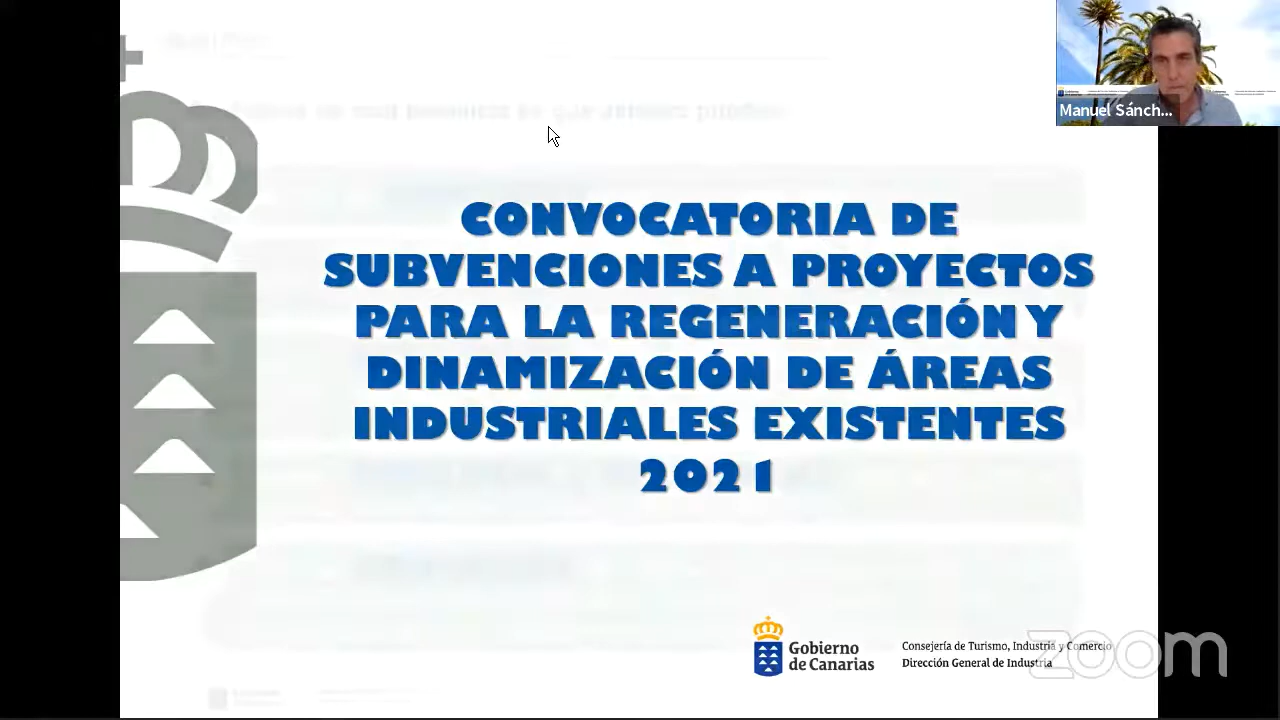 Manuel Sánch...
CONVOCATORIA DE
SUBVENCIONES A PROYECTOS
PARA LA REGENERACIÓN Y
DINAMIZACIÓN DE ÁREAS
INDUSTRIALES EXISTENTES
2021
Gobierno
de Canarias
Consejería de Turismo, Industria y Comercio
Dirección General de Industria
zoom